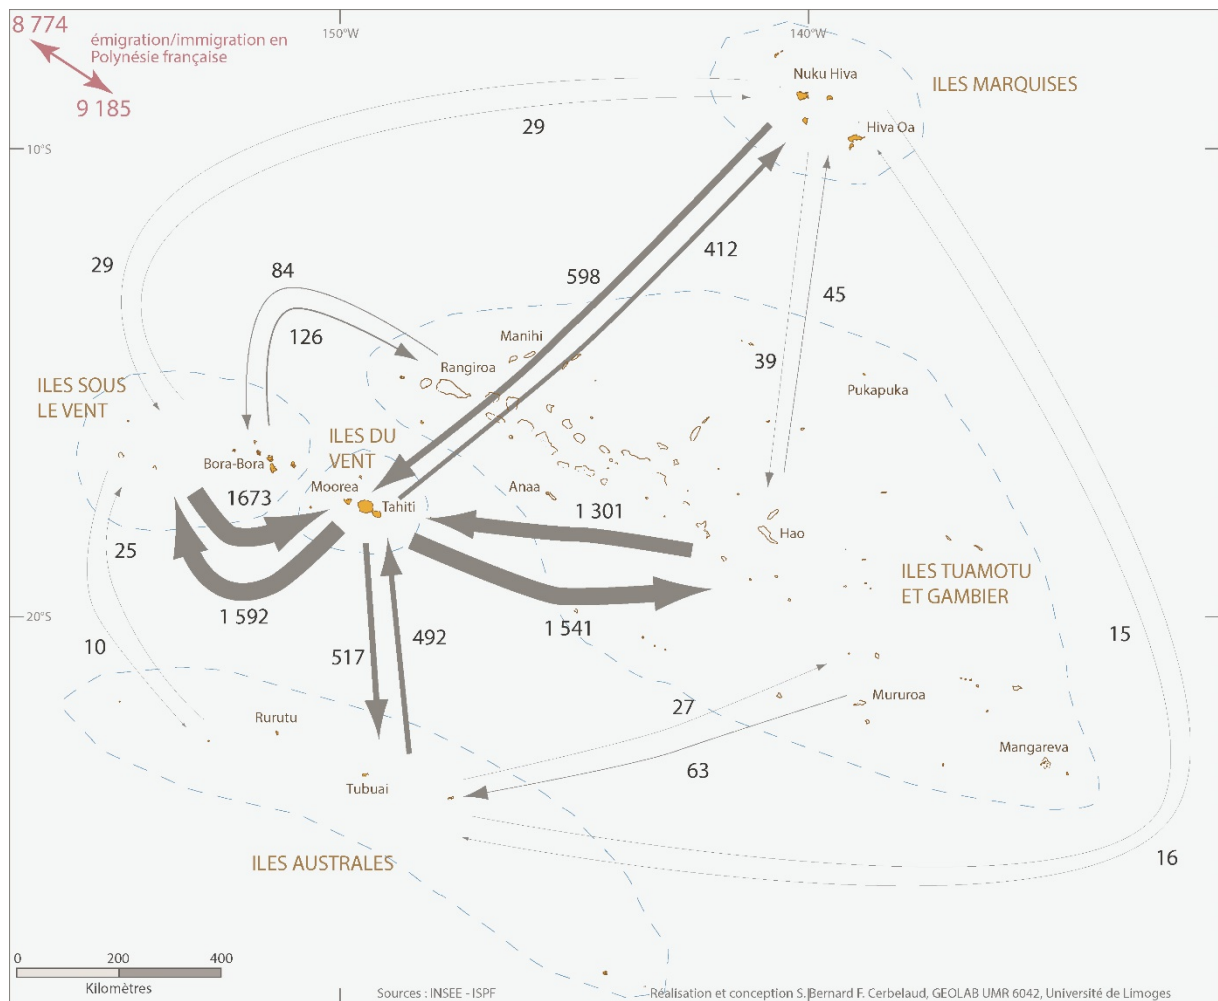 8 774
émigration/immigration en
Polynésie française
9 185
150°W
140°W
Nuku Hiva
ILES MARQUISES
Hiva Oa
29
10°S
412
598
29
84
45
126
Manihi
39
Rangiroa
ILES SOUS
LE VENT
Pukapuka
ILES DU
VENT
Bora-Bora
Moorea
Anaa
1673
Tahiti
1 301
Hao
25
ILES TUAMOTU
ET GAMBIER
20°S
1 592
1 541
492
10
517
15
27
Mururoa
Rurutu
Mangareva
63
Tubuai
16
ILES AUSTRALES
0
200
400
Kilomètres
Sources : INSEE - ISPF
Réalisation et conception S. Bernard F. Cerbelaud, GEOLAB UMR 6042, Université de Limoges